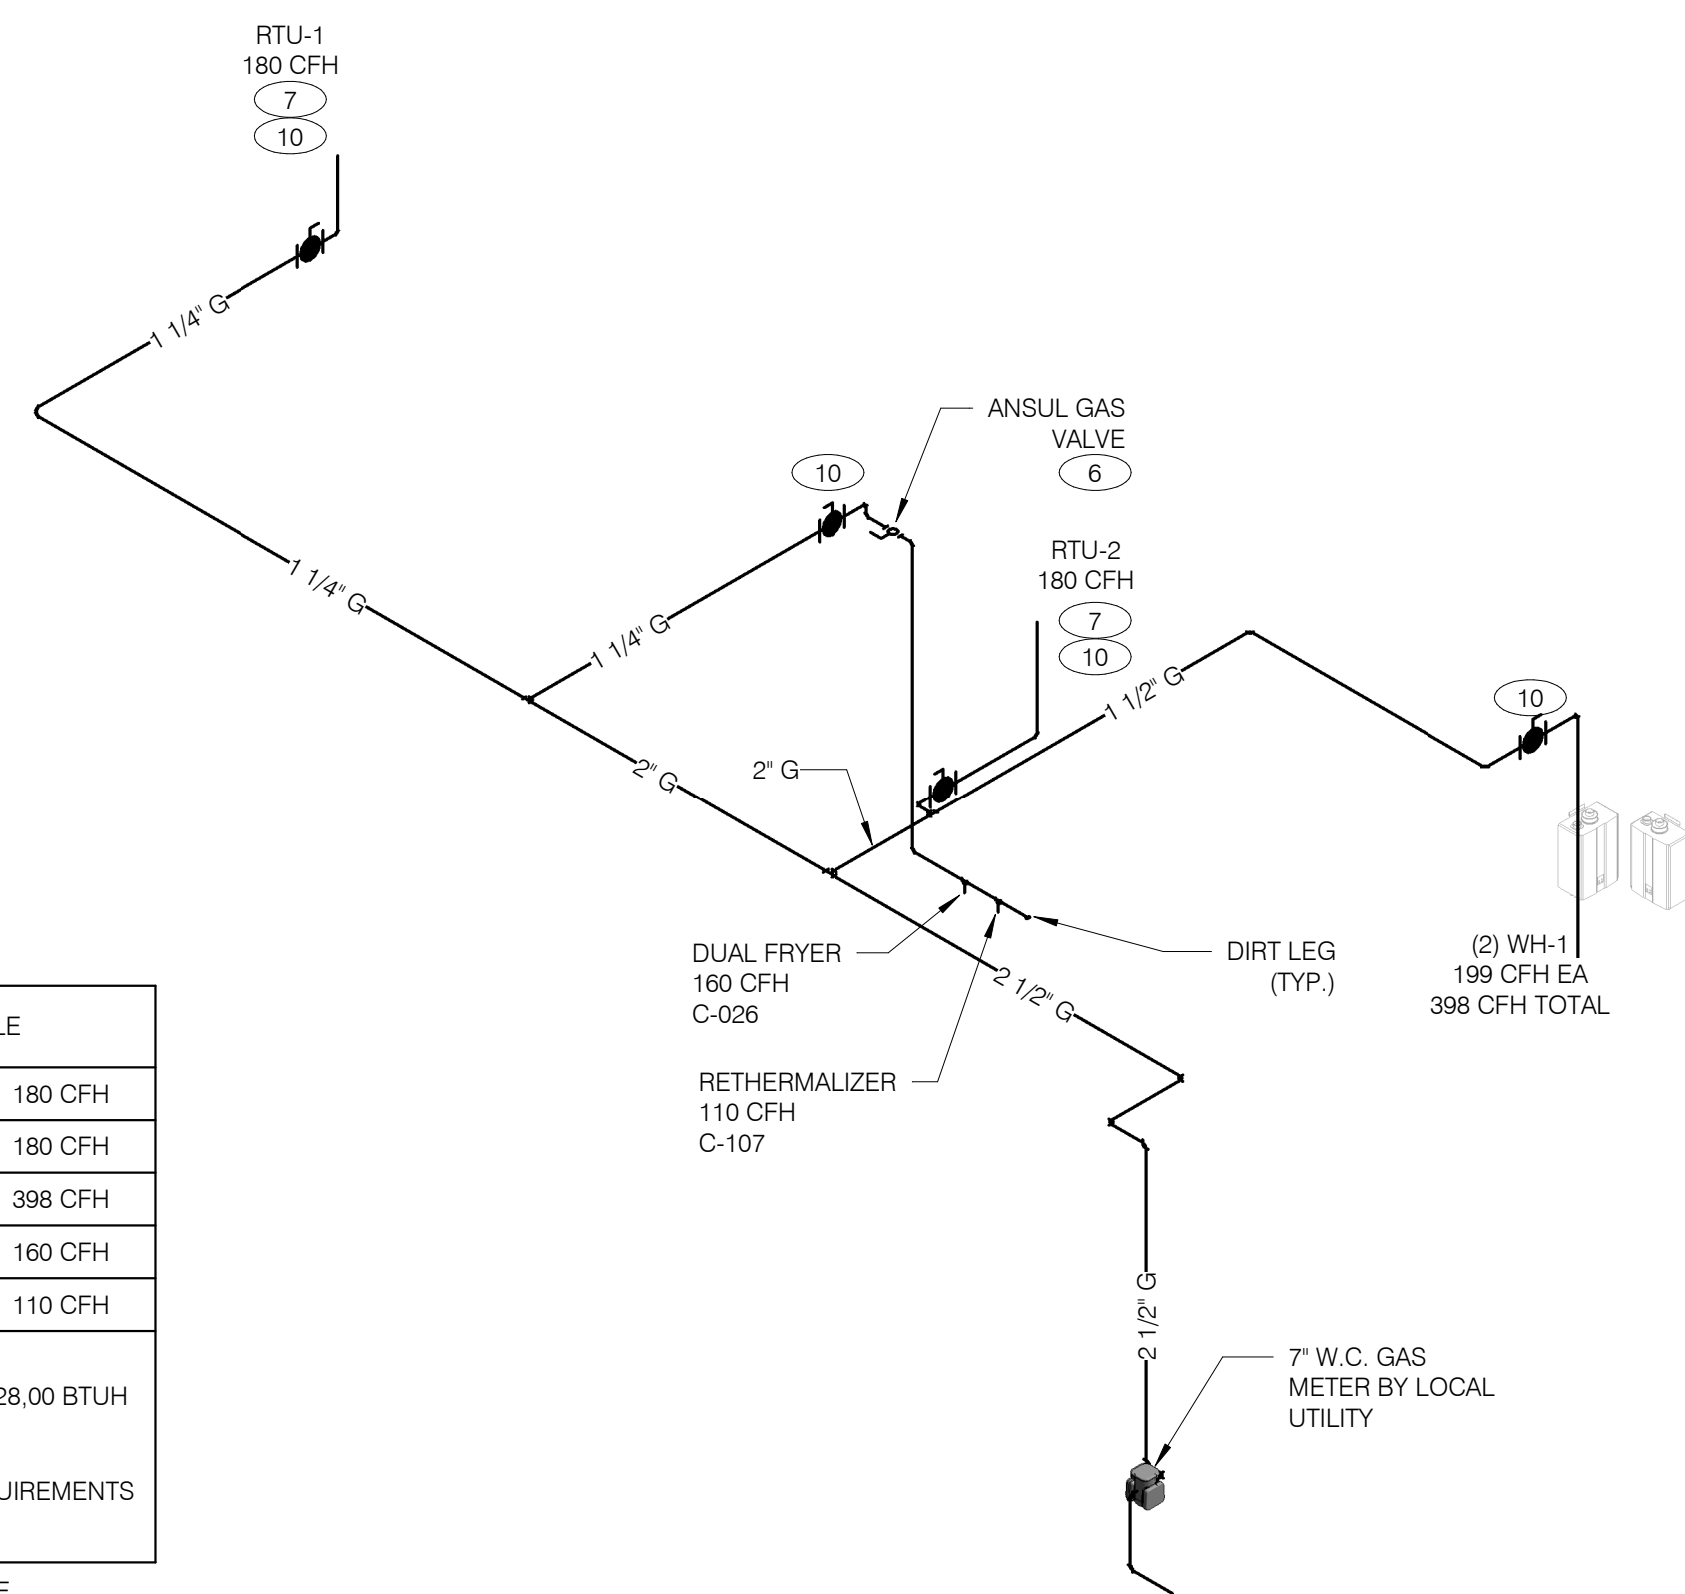 RTU-1
180 CFH
7
10
1 1/4" G
1 1/4" G
ANSUL GAS
VALVE
6
10
1 1/4" G
RTU-2
180 CFH
7
10
1 1/2" G
10
2" G
2" G
(2) WH-1
199 CFH EA
398 CFH TOTAL
DUAL FRYER
160 CFH
C-026
DIRT LEG
(TYP.)
2 1/2" G
RETHERMALIZER
110 CFH
C-107
180 CFH
180 CFH
398 CFH
160 CFH
110 CFH
28,00 BTUH
2 1/2" G
7" W.C. GAS
METER BY LOCAL
UTILITY